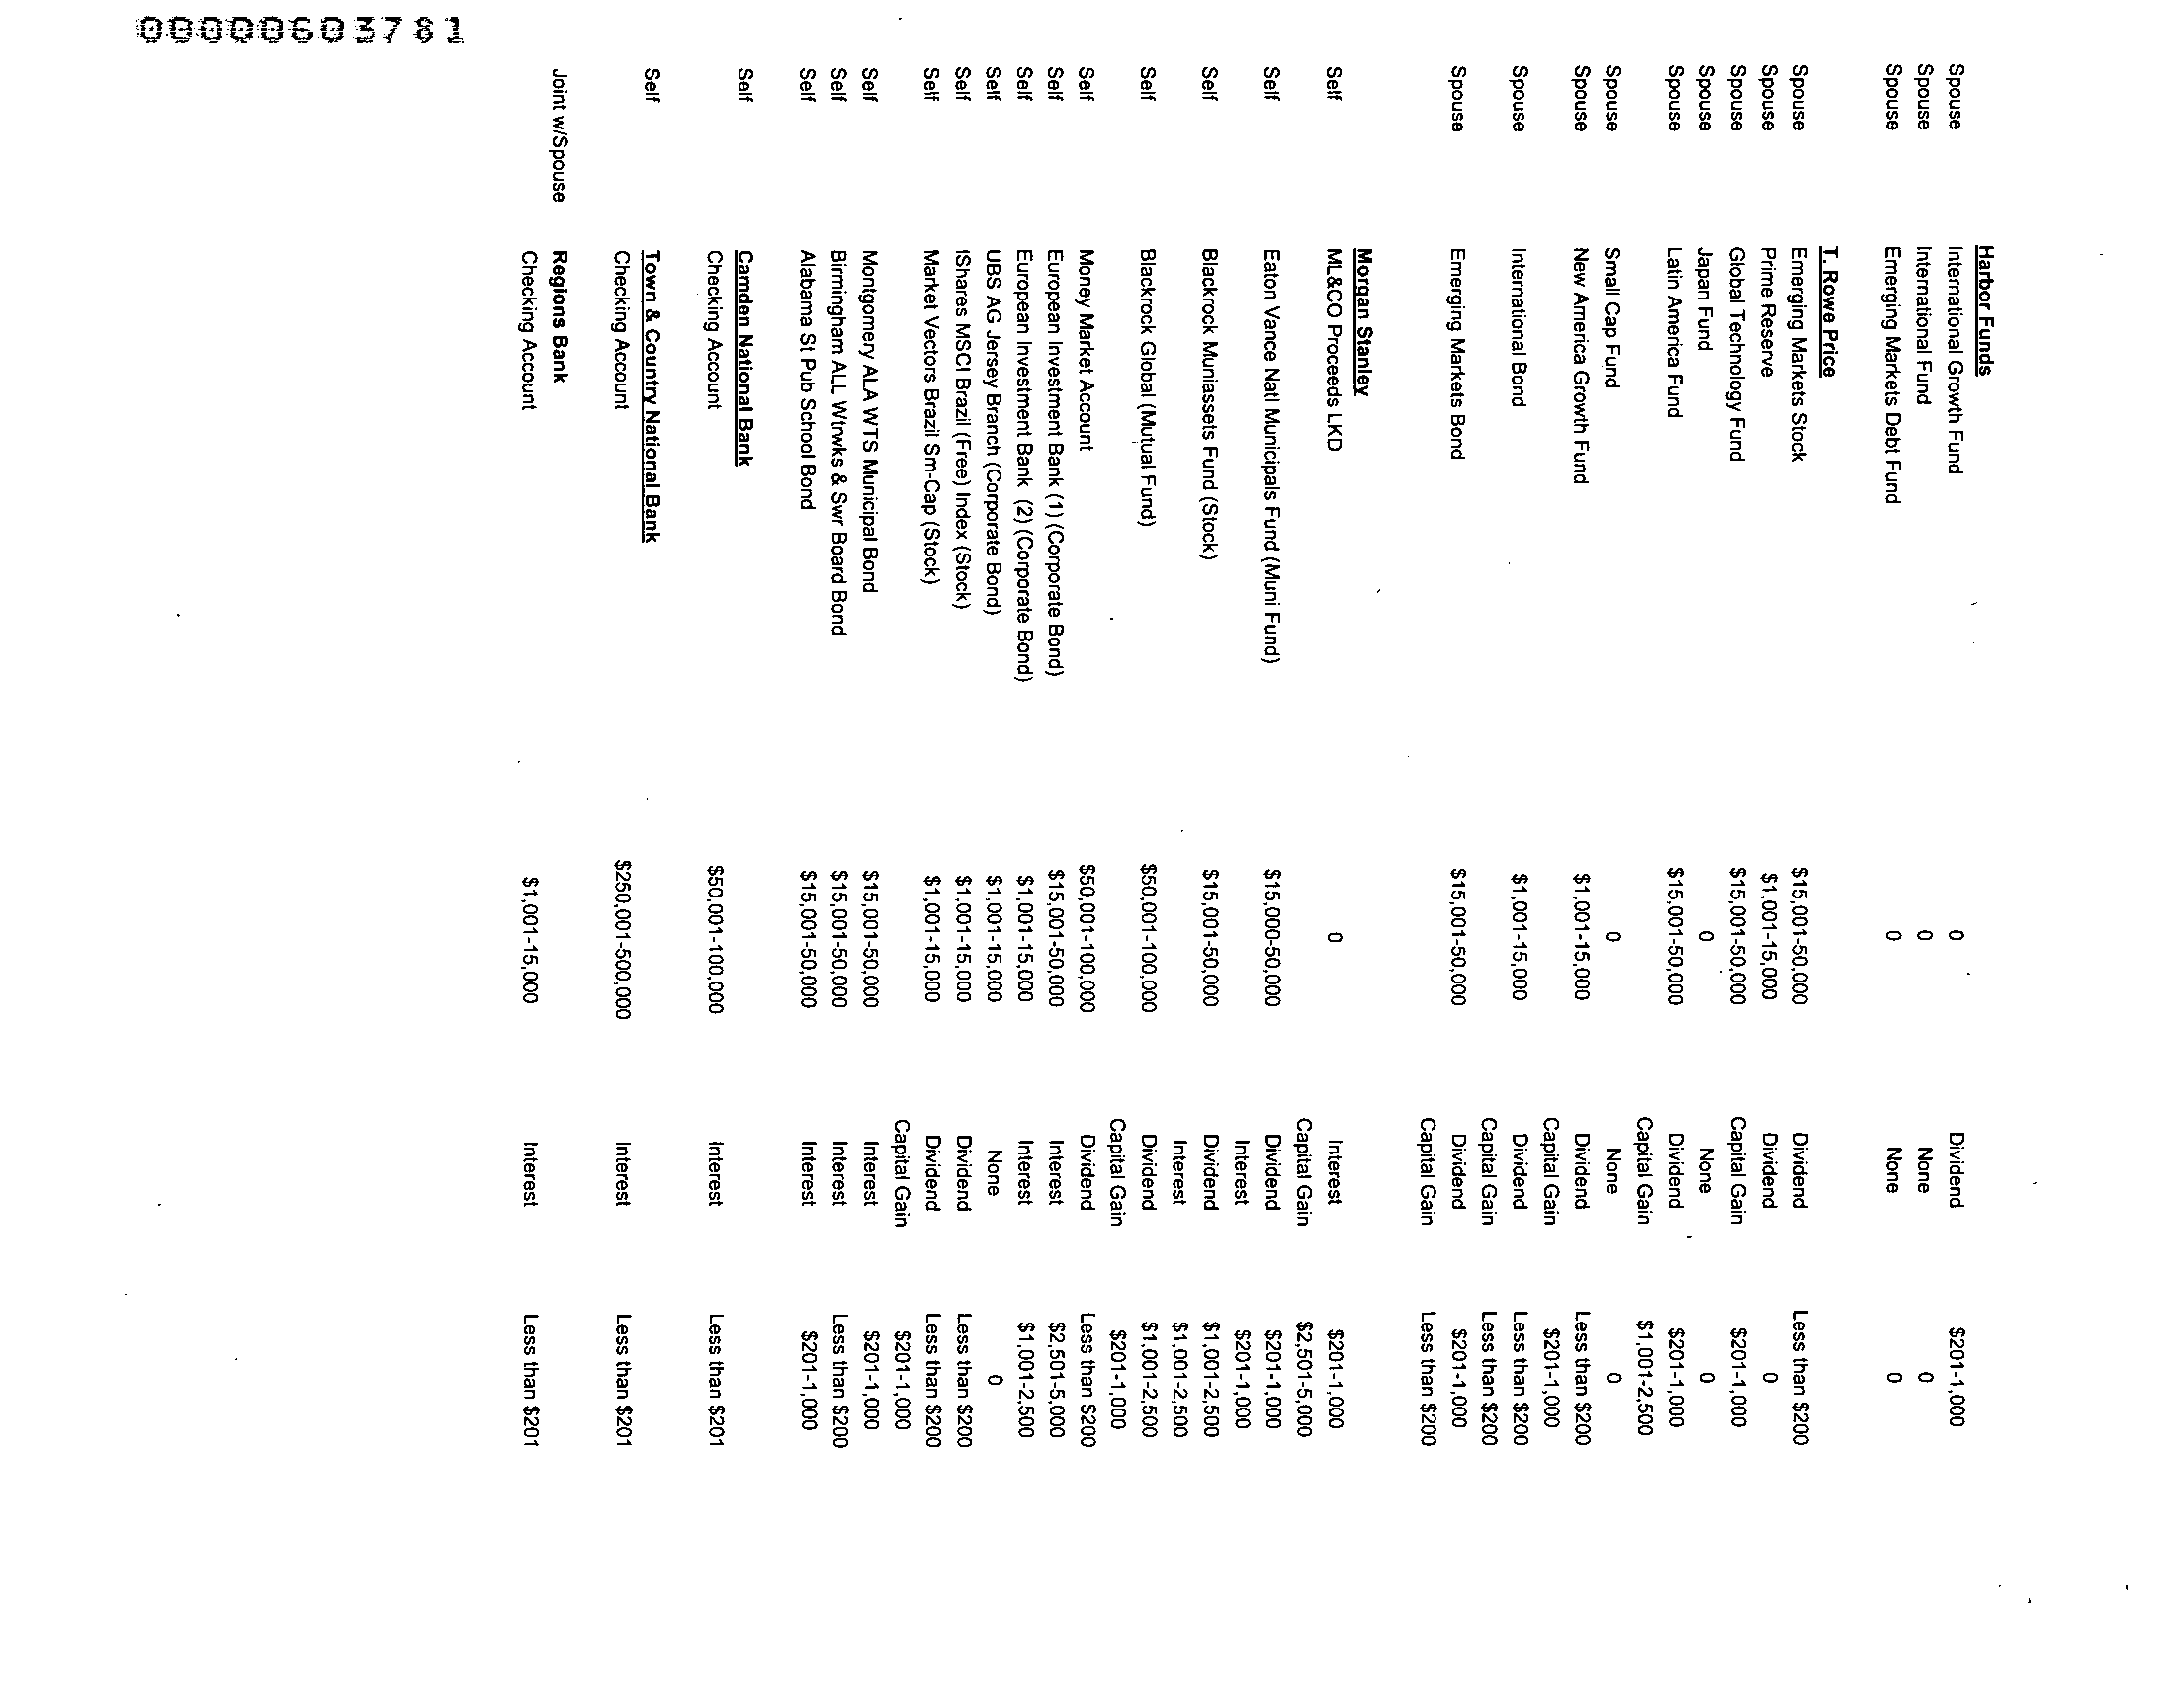 Harbor Funds
Spouse International Growth Fund 0 Dividend $201-1,000
Spouse International Fund 0 None 0
Spouse Emerging Markets Debt Fund 0 None 0
T. Rowe Price
Spouse Emerging Markets Stock $15,001-50,000 Dividend Less than $200
Spouse Prime Reserve $1,001-15,000 Dividend 0
Spouse Global Technology Fund $15,001-50,000 Capital Gain $201-1,000
Spouse Japan Fund 0 None 0
Spouse Latin America Fund $15,001-50,000 Dividend $201-1,000
Capital Gain $1,001-2,500
Spouse Small Cap Fund 0 None 0
Spouse New America Growth Fund $1,001-15,000 Dividend Less than $200
Capital Gain $201-1,000
Spouse International Bond $1,001-15,000 Dividend Less than $200
Capital Gain Less than $200
Spouse Emerging Markets Bond $15,001-50,000 Dividend $201-1,000
Capital Gain Less than $200
Morgan Stanley
Self ML&CO Proceeds LKD 0 Interest $201-1,000
Capital Gain $2,501-5,000
Self Eaton Vance Natl Municipals Fund (Muni Fund) $15,000-50,000 Dividend $201-1,000
Interest $201-1,000
Self Blackrock Muniassets Fund (Stock) $15,001-50,000 Dividend $1,001-2,500
Interest $1,001-2,500
Self Blackrock Global (Mutual Fund) $50,001-100,000 Dividend $1,001-2,500
Capital Gain $201-1,000
Self Money Market Account $50,001-100,000 Dividend Less than $200
Self European Investment Bank (1) (Corporate Bond) $15,001-50,000 Interest $2,501-5,000
Self European Investment Bank (2) (Corporate Bond) $1,001-15,000 Interest $1,001-2,500
Self UBS AG Jersey Branch (Corporate Bond) $1,001-15,000 None 0
Self IShares MSCI Brazil (Free) Index (Stock) $1,001-15,000 Dividend Less than $200
Self Market Vectors Brazil Sm-Cap (Stock) $1,001-15,000 Dividend Less than $200
Capital Gain $201-1,000
Self Montgomery ALA WTS Municipal Bond $15,001-50,000 Interest $201-1,000
Self Birmingham ALL Wtrwks & Swr Board Bond $15,001-50,000 Interest Less than $200
Self Alabama St Pub School Bond $15,001-50,000 Interest $201-1,000
Self Camden National Bank
Checking Account $50,001-100,000 Interest Less than $201
Self Town & Country National Bank
Checking Account $250,001-500,000 Interest Less than $201
Joint w/Spouse Regions Bank
Checking Account $1,001-15,000 Interest Less than $201
00000603781